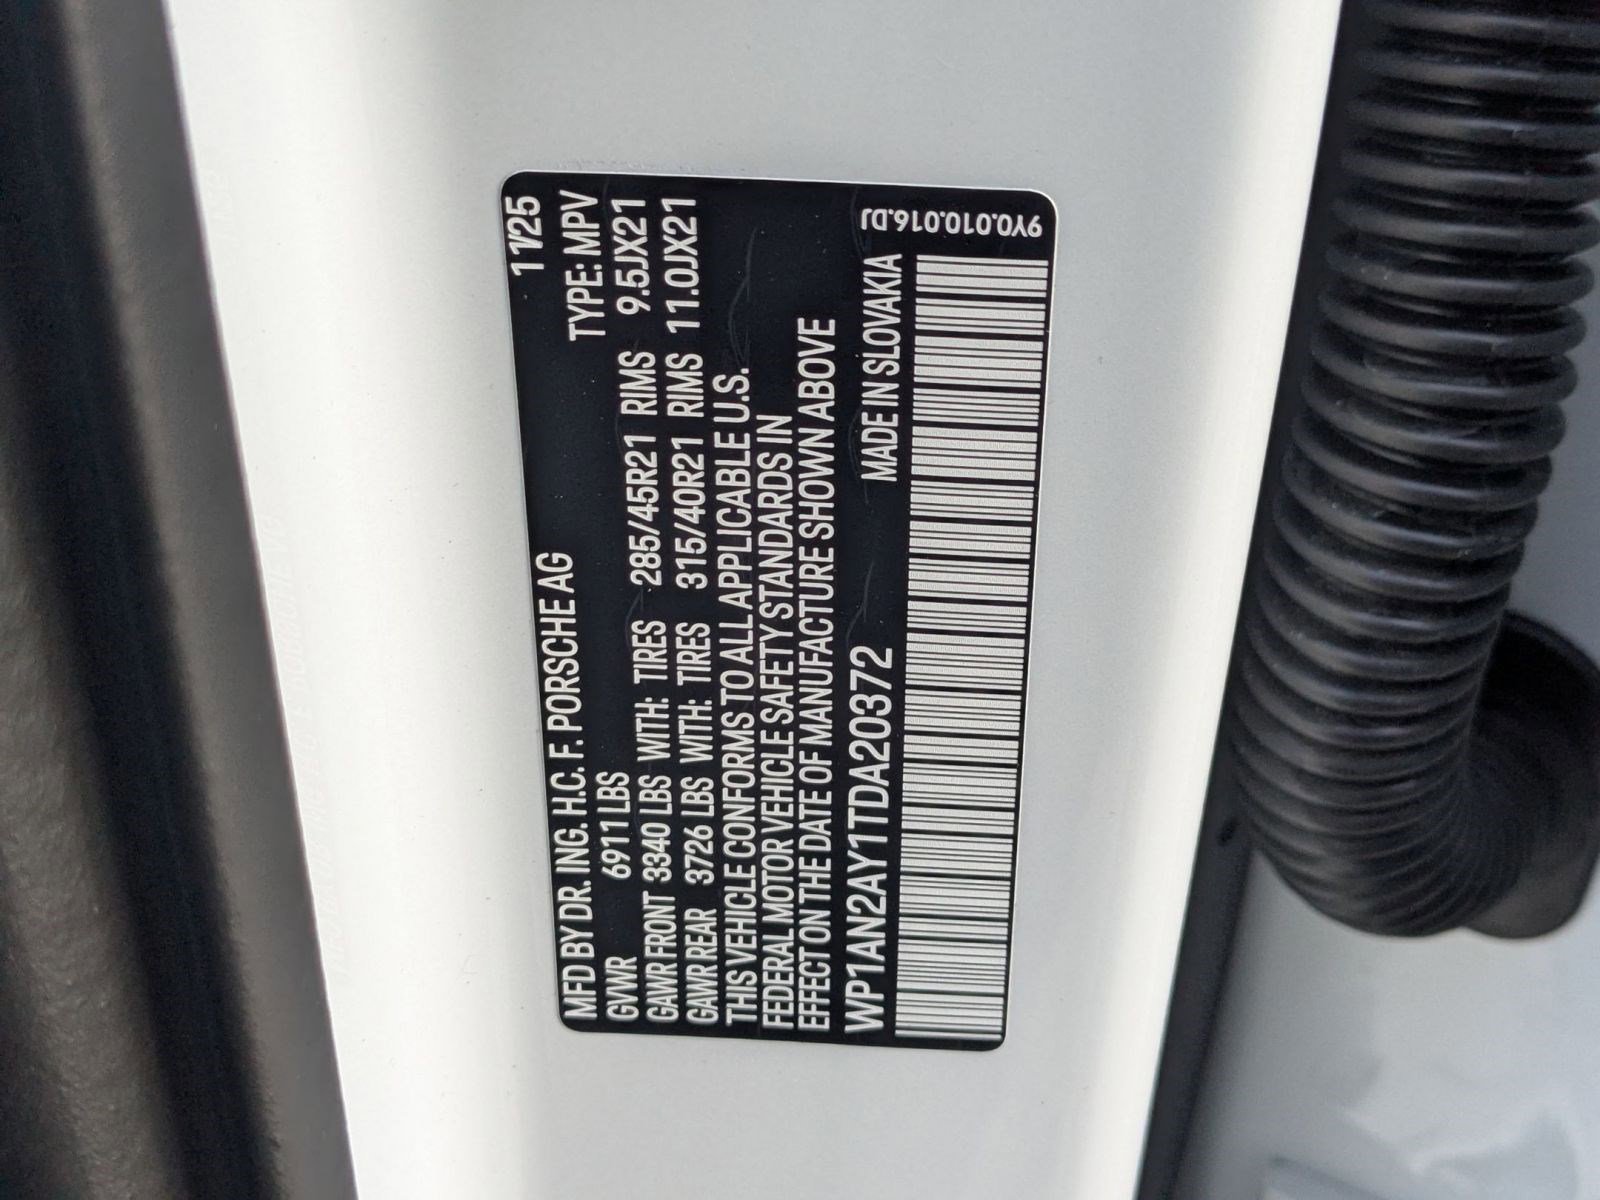 MFD BY DR. ING. H.C. F. PORSCHE AG 11/25
GVWR 6911 LBS TYPE: MPV
GAWR FRONT 3340 LBS WITH: TIRES 285/45R21 RIMS 9.5JX21
GAWR REAR 3726 LBS WITH: TIRES 315/40R21 RIMS 11.0JX21
THIS VEHICLE CONFORMS TO ALL APPLICABLE U.S.
FEDERAL MOTOR VEHICLE SAFETY STANDARDS IN
EFFECT ON THE DATE OF MANUFACTURE SHOWN ABOVE
WP1AN2AY1TDA20372 MADE IN SLOVAKIA
9Y0.010.016.DJ